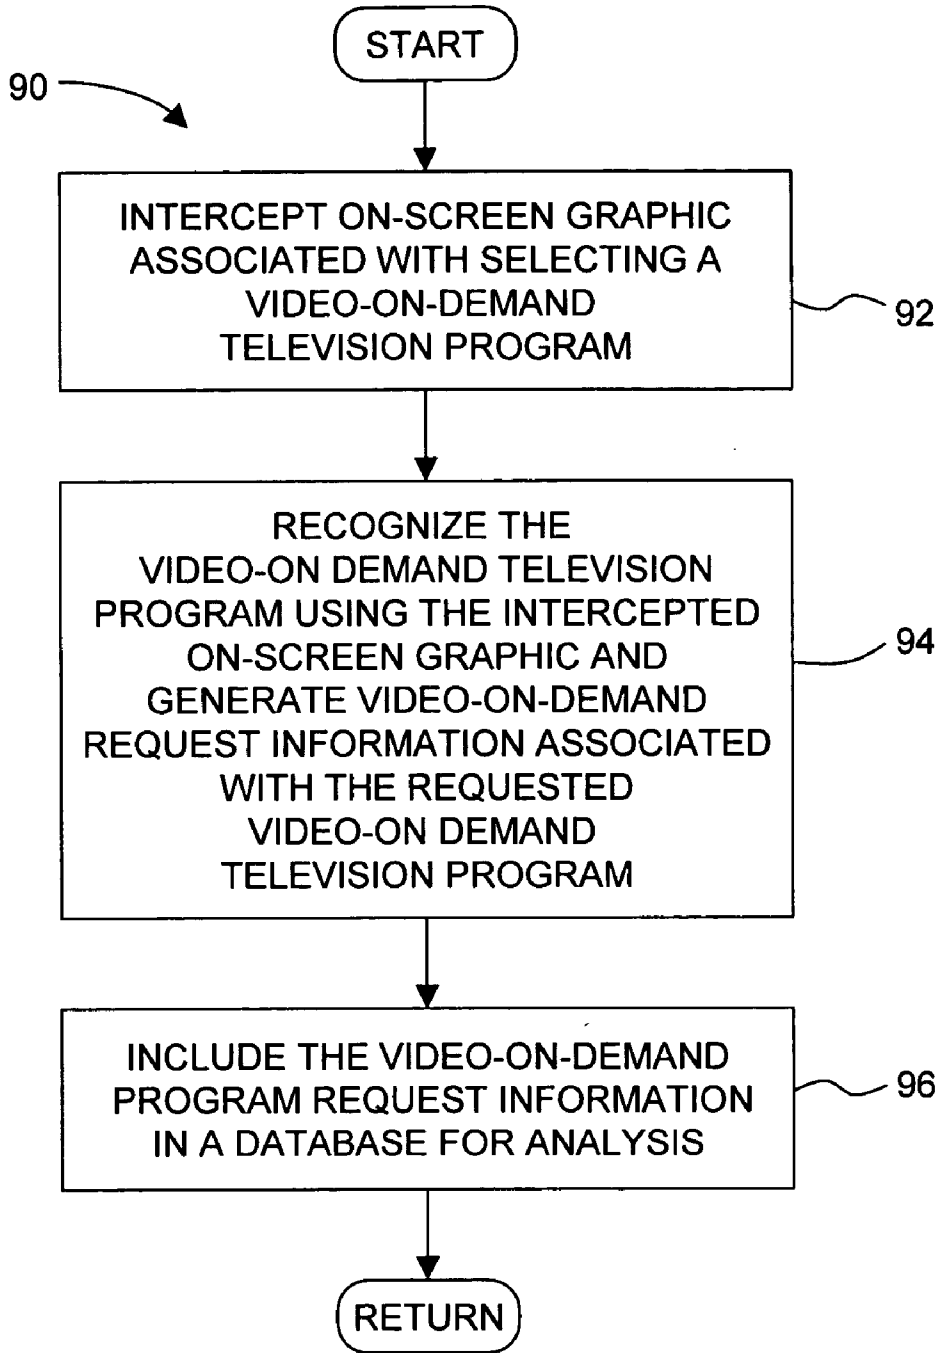 START
90
INTERCEPT ON-SCREEN GRAPHIC
ASSOCIATED WITH SELECTING A
VIDEO-ON-DEMAND
TELEVISION PROGRAM
92
RECOGNIZE THE
VIDEO-ON DEMAND TELEVISION
PROGRAM USING THE INTERCEPTED
ON-SCREEN GRAPHIC AND
GENERATE VIDEO-ON-DEMAND
REQUEST INFORMATION ASSOCIATED
WITH THE REQUESTED
VIDEO-ON DEMAND
TELEVISION PROGRAM
94
INCLUDE THE VIDEO-ON-DEMAND
PROGRAM REQUEST INFORMATION
IN A DATABASE FOR ANALYSIS
96
RETURN